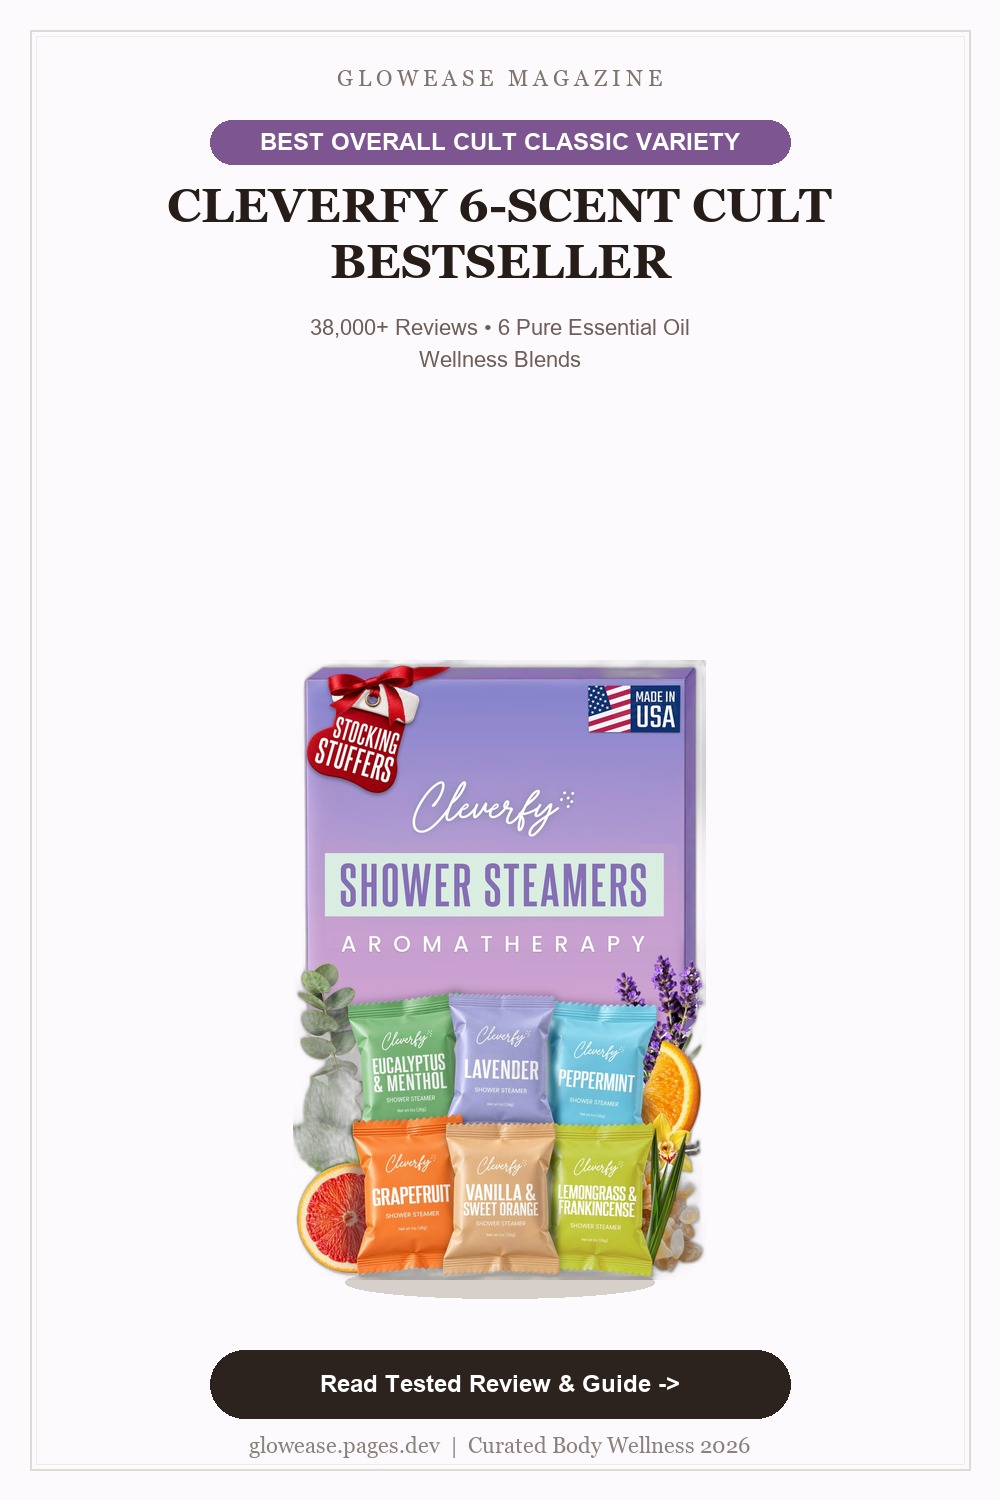 GLOWEASE MAGAZINE
BEST OVERALL CULT CLASSIC VARIETY
CLEVERFY 6-SCENT CULT
BESTSELLER
38,000+ Reviews • 6 Pure Essential Oil
Wellness Blends
STOCKING
STUFFERS
MADE IN
USA
Cleverfy
SHOWER STEAMERS
AROMATHERAPY
Cleverfy
EUCALYPTUS
& MENTHOL
SHOWER STEAMER
Cleverfy
LAVENDER
SHOWER STEAMER
Cleverfy
PEPPERMINT
SHOWER STEAMER
Cleverfy
GRAPEFRUIT
SHOWER STEAMER
Cleverfy
VANILLA &
SWEET ORANGE
SHOWER STEAMER
Cleverfy
LEMONGRASS &
FRANKINCENSE
SHOWER STEAMER
Read Tested Review & Guide ->
glowease.pages.dev | Curated Body Wellness 2026